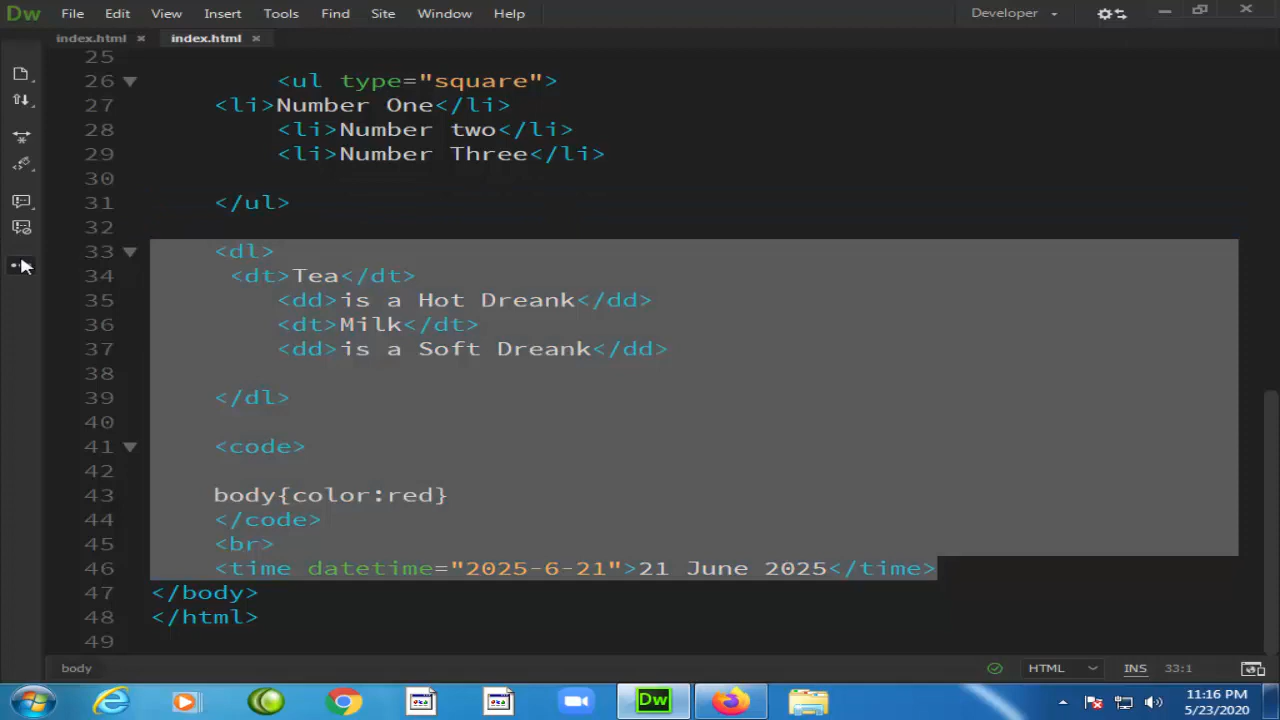 Dw File Edit View Insert Tools Find Site Window Help Developer
index.html × index.html ×
25
26 <ul type="square">
27 <li>Number One</li>
28 <li>Number two</li>
29 <li>Number Three</li>
30
31 </ul>
32
33 <dl>
34 <dt>Tea</dt>
35 <dd>is a Hot Dreank</dd>
36 <dt>Milk</dt>
37 <dd>is a Soft Dreank</dd>
38
39 </dl>
40
41 <code>
42
43 body{color:red}
44 </code>
45 <br>
46 <time datetime="2025-6-21">21 June 2025</time>
47 </body>
48 </html>
49
body HTML INS 33:1
Dw 11:16 PM
5/23/2020